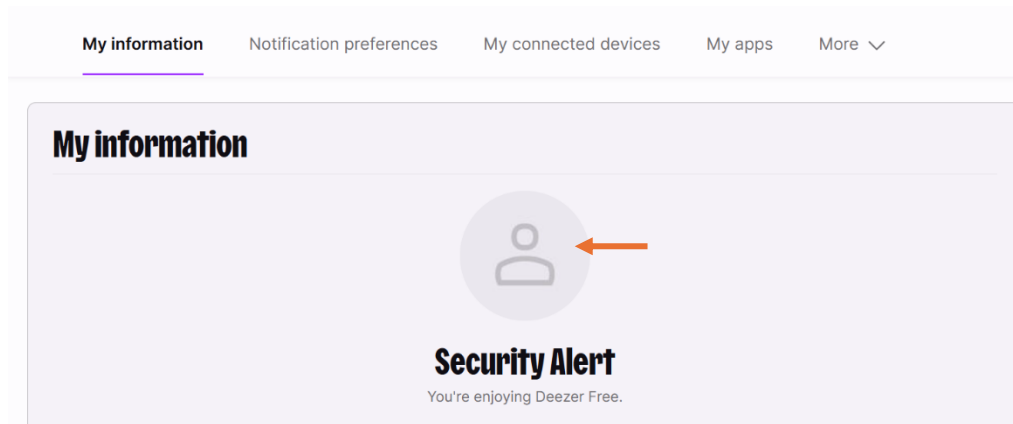 My information Notification preferences My connected devices My apps More
My information
Security Alert
You're enjoying Deezer Free.